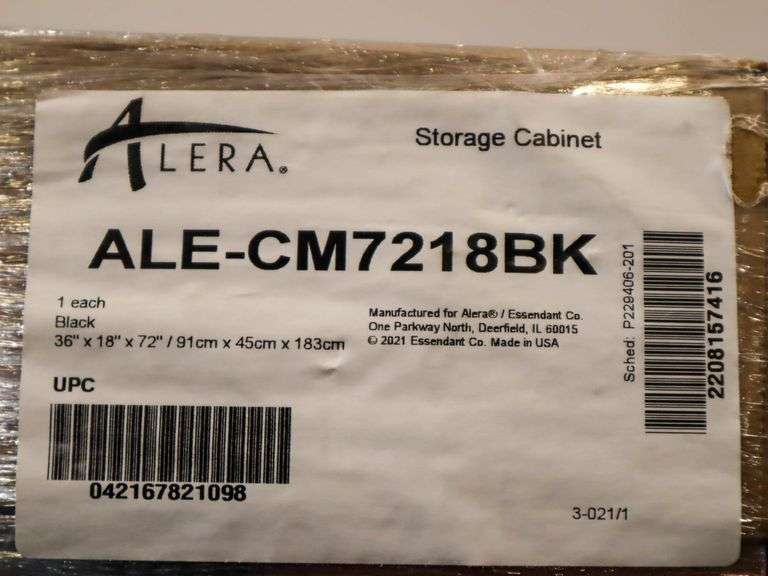 ALERA®
Storage Cabinet
ALE-CM7218BK
1 each
Black
36" x 18" x 72" / 91cm x 45cm x 183cm
Manufactured for Alera® / Essendant Co.
One Parkway North, Deerfield, IL 60015
© 2021 Essendant Co. Made in USA
UPC
042167821098
Sched: P229406-201
2208157416
3-021/1